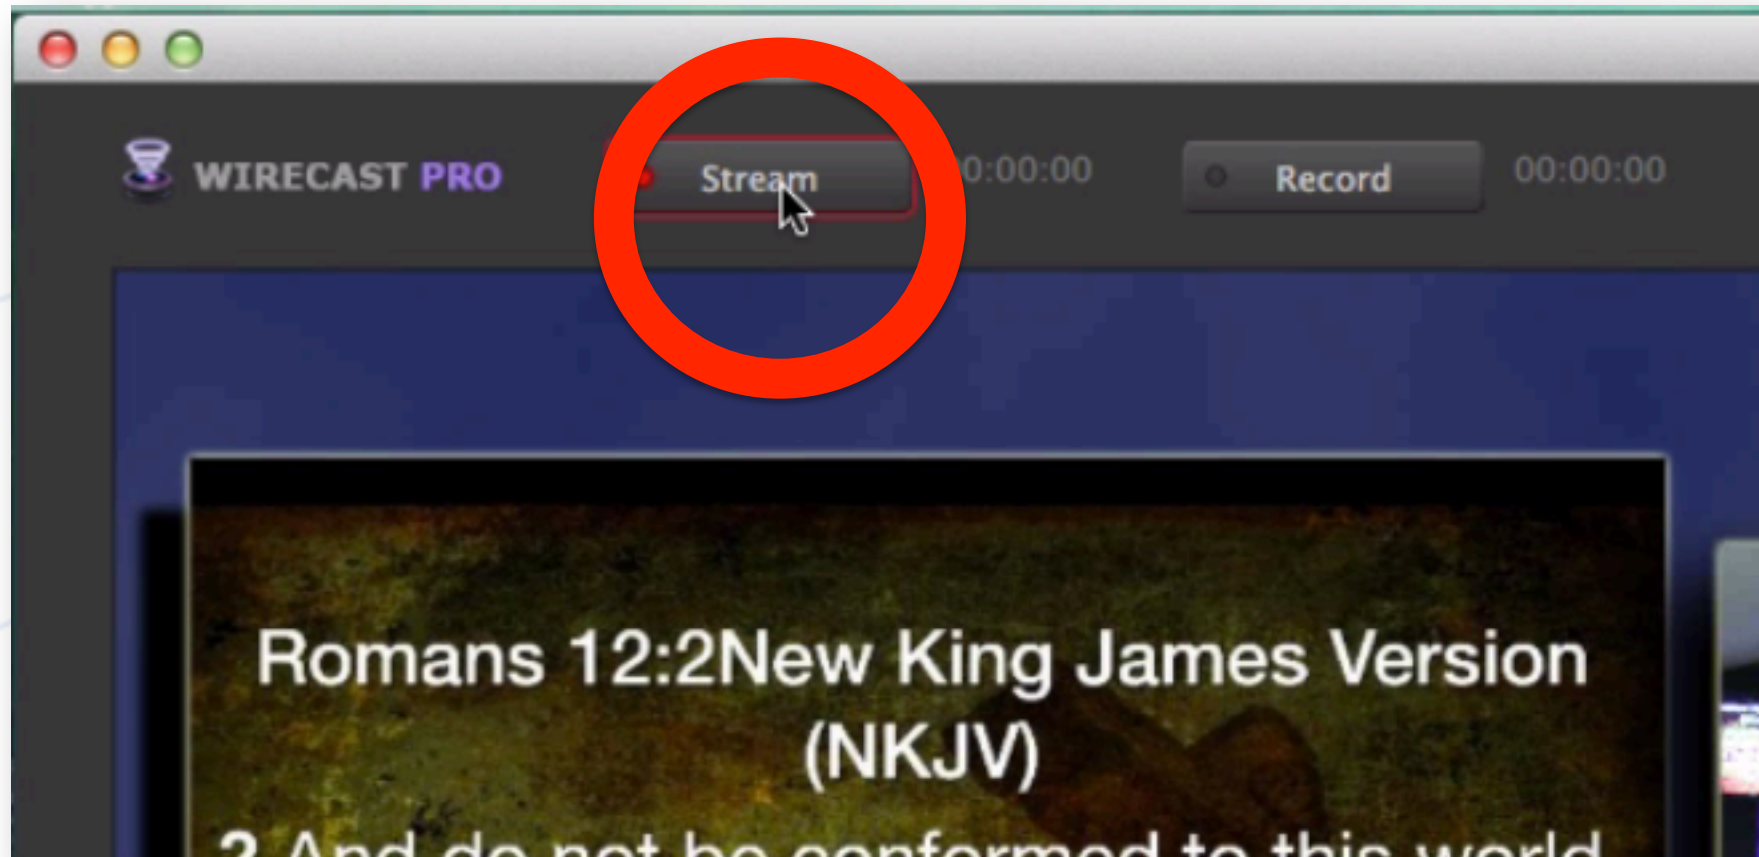 WIRECAST PRO Stream 0:00:00 Record 00:00:00
Romans 12:2New King James Version
(NKJV)
2 And do not be conformed to this world